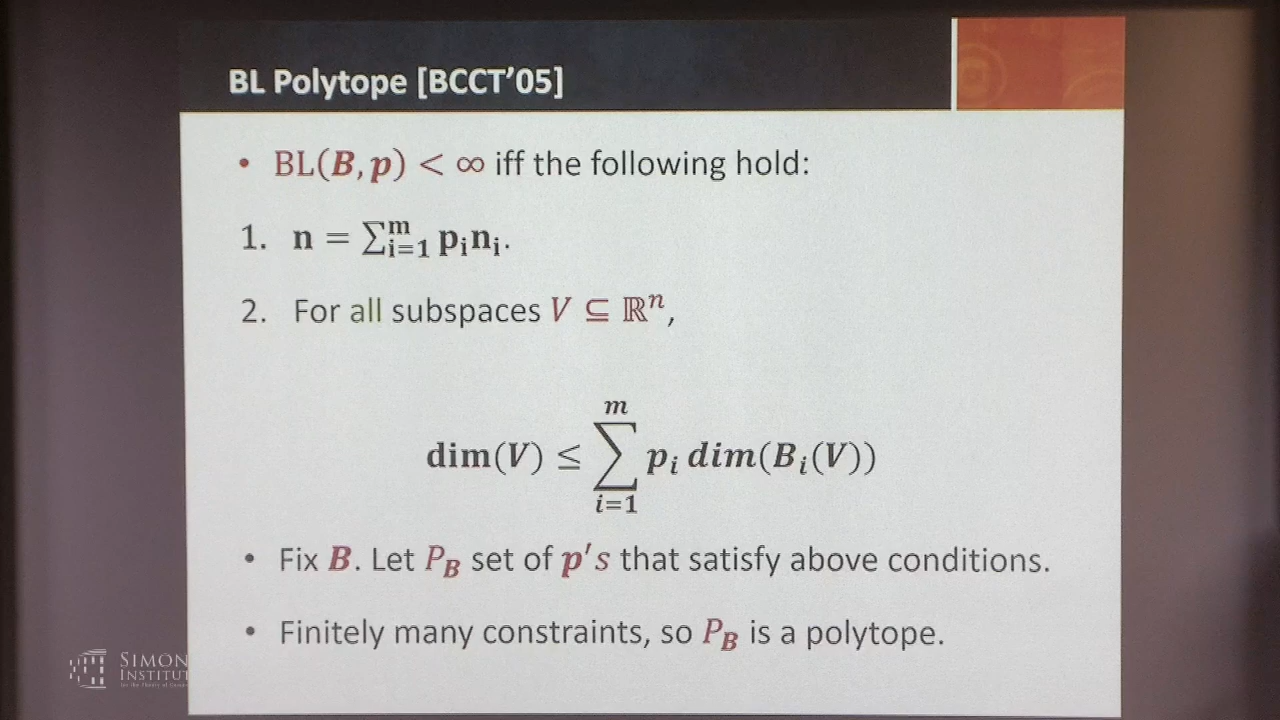 BL Polytope [BCCT'05]
• BL(B, p) < ∞ iff the following hold:
1. n = ∑ᵢ₌₁ᵐ pᵢnᵢ.
2. For all subspaces V ⊆ ℝⁿ,
dim(V) ≤ ∑ᵢ₌₁ᵐ pᵢ dim(Bᵢ(V))
• Fix B. Let P_B set of p's that satisfy above conditions.
• Finitely many constraints, so P_B is a polytope.
SIMON
INSTITUT